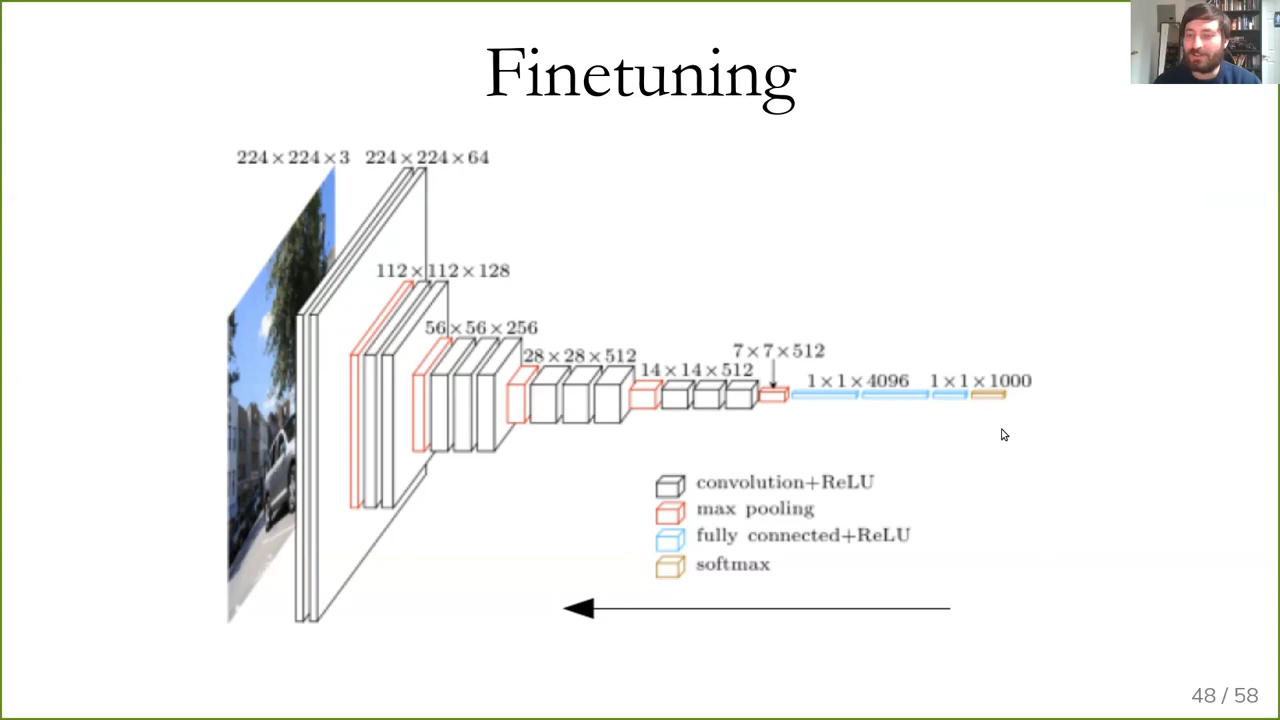 Finetuning
224×224×3
224×224×64
112×112×128
56×56×256
28×28×512
14×14×512
7×7×512
1×1×4096
1×1×1000
convolution+ReLU
max pooling
fully connected+ReLU
softmax
48 / 58